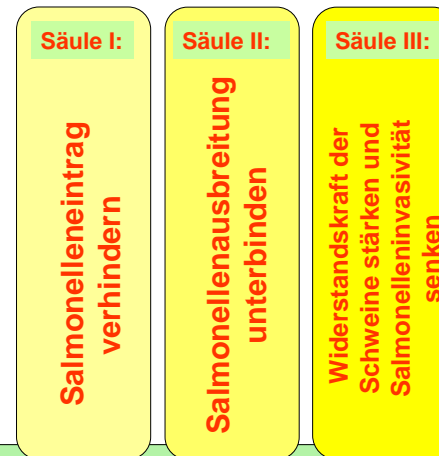 Säule I:
Salmonelleneintrag
verhindern
Säule II:
Salmonellenausbreitung
unterbinden
Säule III:
Widerstandskraft der
Schweine stärken und
Salmonelleninvasivität
senken